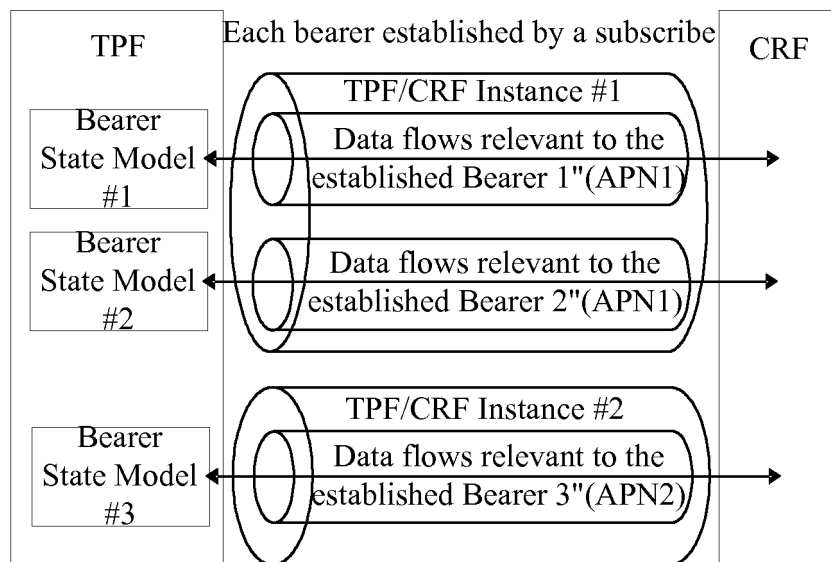 TPF
Each bearer established by a subscribe
CRF
TPF/CRF Instance #1
Bearer
State Model
#1
Data flows relevant to the
established Bearer 1"(APN1)
Bearer
State Model
#2
Data flows relevant to the
established Bearer 2"(APN1)
TPF/CRF Instance #2
Bearer
State Model
#3
Data flows relevant to the
established Bearer 3"(APN2)